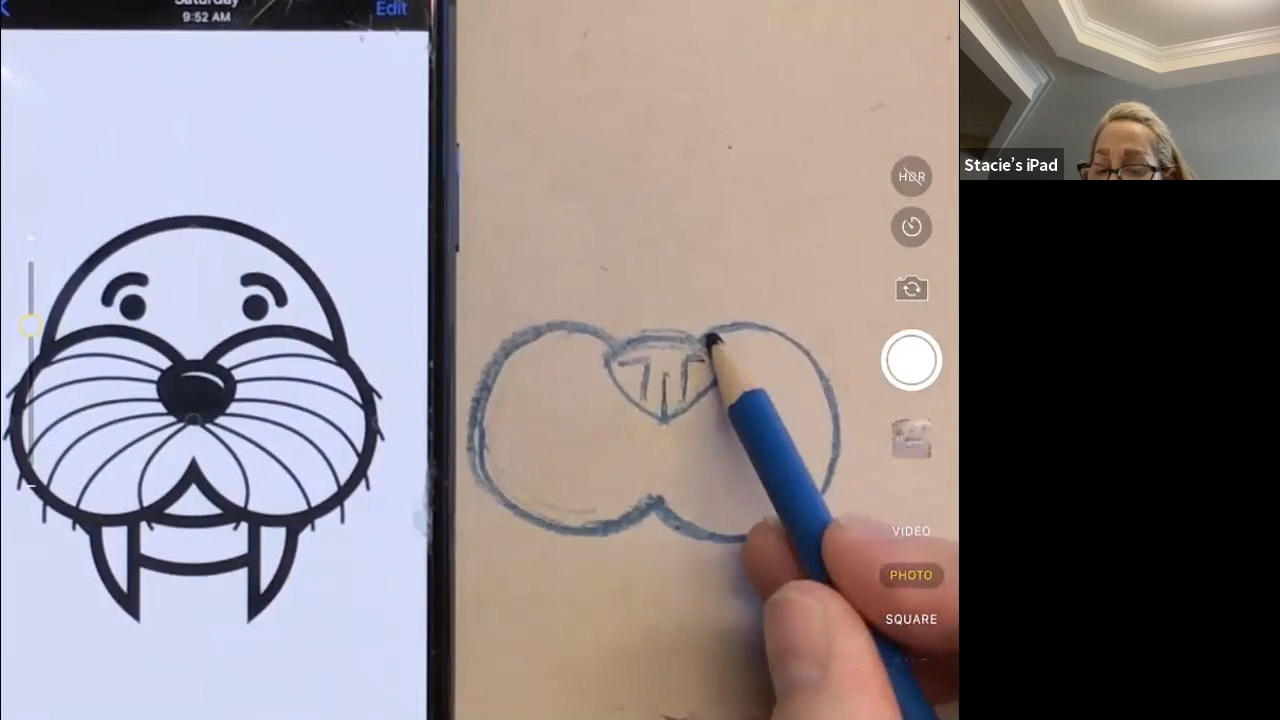 Saturday
9:52 AM
Edit
HDR
VIDEO
PHOTO
SQUARE
Stacie’s iPad